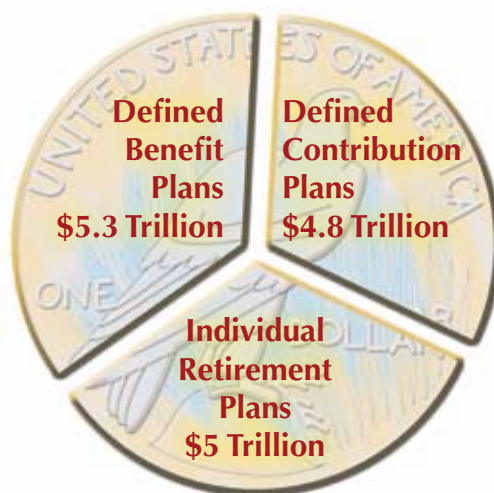 UNITED STATES OF AMERICA
Defined
Benefit
Plans
$5.3 Trillion
Defined
Contribution
Plans
$4.8 Trillion
ONE DOLLAR
Individual
Retirement
Plans
$5 Trillion